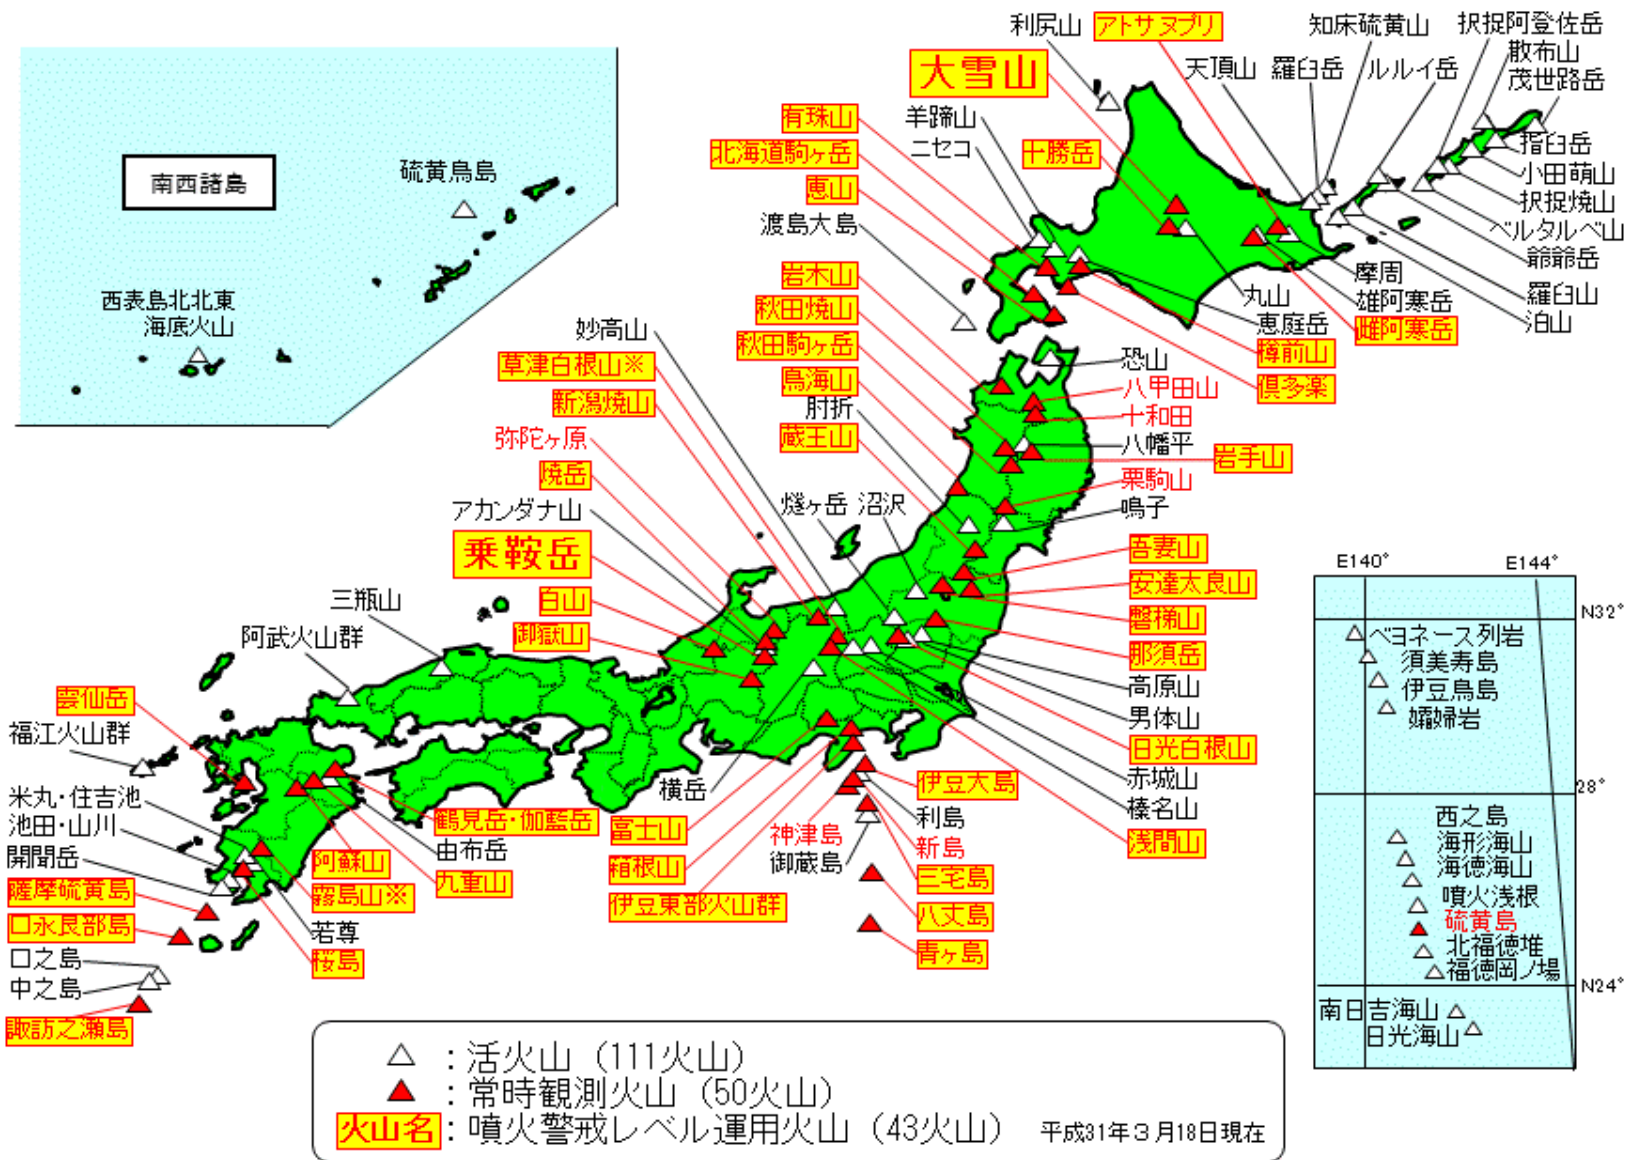 南西諸島
硫黄鳥島
西表島北北東
海底火山
利尻山
アトサヌプリ
知床硫黄山
択捉阿登佐岳
散布山
茂世路岳
大雪山
天頂山
羅臼岳
ルルイ岳
有珠山
羊蹄山
ニセコ
北海道駒ヶ岳
十勝岳
恵山
渡島大島
指臼岳
小田萌山
択捉焼山
ベルタルベ山
爺爺岳
羅臼山
泊山
摩周
雄阿寒岳
雌阿寒岳
丸山
恵庭岳
樽前山
倶多楽
岩木山
秋田焼山
秋田駒ヶ岳
鳥海山
肘折
蔵王山
恐山
八甲田山
十和田
八幡平
岩手山
栗駒山
鳴子
妙高山
草津白根山※
新潟焼山
弥陀ヶ原
焼岳
アカンダナ山
乗鞍岳
白山
御嶽山
燧ヶ岳
沼沢
吾妻山
安達太良山
磐梯山
那須岳
高原山
男体山
日光白根山
赤城山
榛名山
浅間山
三瓶山
阿武火山群
雲仙岳
福江火山群
米丸・住吉池
池田・山川
開聞岳
薩摩硫黄島
口永良部島
口之島
中之島
諏訪之瀬島
鶴見岳・伽藍岳
由布岳
九重山
阿蘇山
霧島山※
若尊
桜島
横岳
富士山
箱根山
伊豆東部火山群
伊豆大島
利島
神津島
新島
御蔵島
三宅島
八丈島
青ヶ島
E140°
E144°
N32°
ベヨネース列岩
須美寿島
伊豆鳥島
孀婦岩
28°
西之島
海形海山
海徳海山
噴火浅根
硫黄島
北福徳堆
福徳岡ノ場
N24°
南日吉海山
日光海山
△：活火山（111火山）
▲：常時観測火山（50火山）
火山名：噴火警戒レベル運用火山（43火山）
平成31年３月18日現在